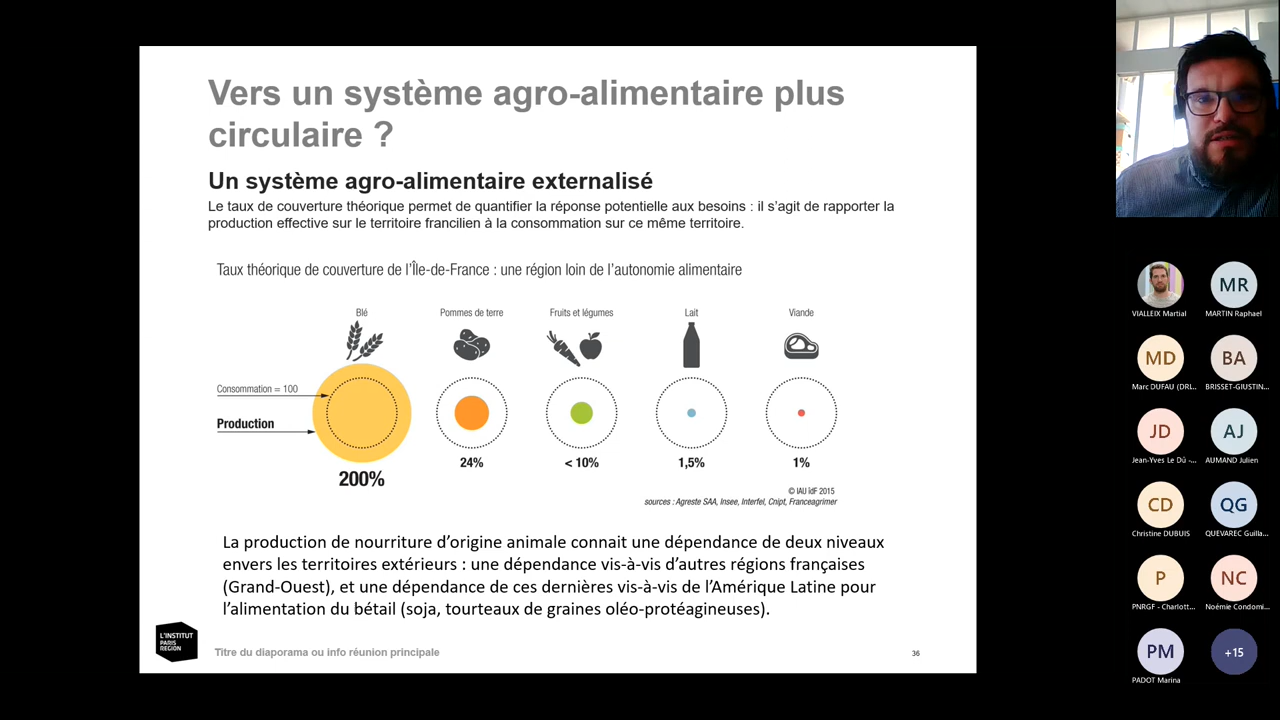 Vers un système agro-alimentaire plus
circulaire ?
Un système agro-alimentaire externalisé
Le taux de couverture théorique permet de quantifier la réponse potentielle aux besoins : il s’agit de rapporter la
production effective sur le territoire francilien à la consommation sur ce même territoire.
Taux théorique de couverture de l’Île-de-France : une région loin de l’autonomie alimentaire
Blé
Pommes de terre
Fruits et légumes
Lait
Viande
Consommation = 100
Production
200%
24%
< 10%
1,5%
1%
© IAU îdF 2015
sources : Agreste SAA, Insee, Interfel, Cnipt, Franceagrimer
La production de nourriture d’origine animale connait une dépendance de deux niveaux
envers les territoires extérieurs : une dépendance vis-à-vis d’autres régions françaises
(Grand-Ouest), et une dépendance de ces dernières vis-à-vis de l’Amérique Latine pour
l’alimentation du bétail (soja, tourteaux de graines oléo-protéagineuses).
L’INSTITUT
PARIS
REGION
Titre du diaporama ou info réunion principale
36
VIALLEIX Martial
MR
MARTIN Raphael
MD
Marc DUFAU (DRI...
BA
BRISSET-GIUSTIN...
JD
Jean-Yves Le Dû -...
AJ
AUMAND Julien
CD
Christine DUBUIS
QG
QUEVAREC Guilla...
P
PNRGF - Charlott...
NC
Noémie Condomi...
PM
PADOT Marina
+15